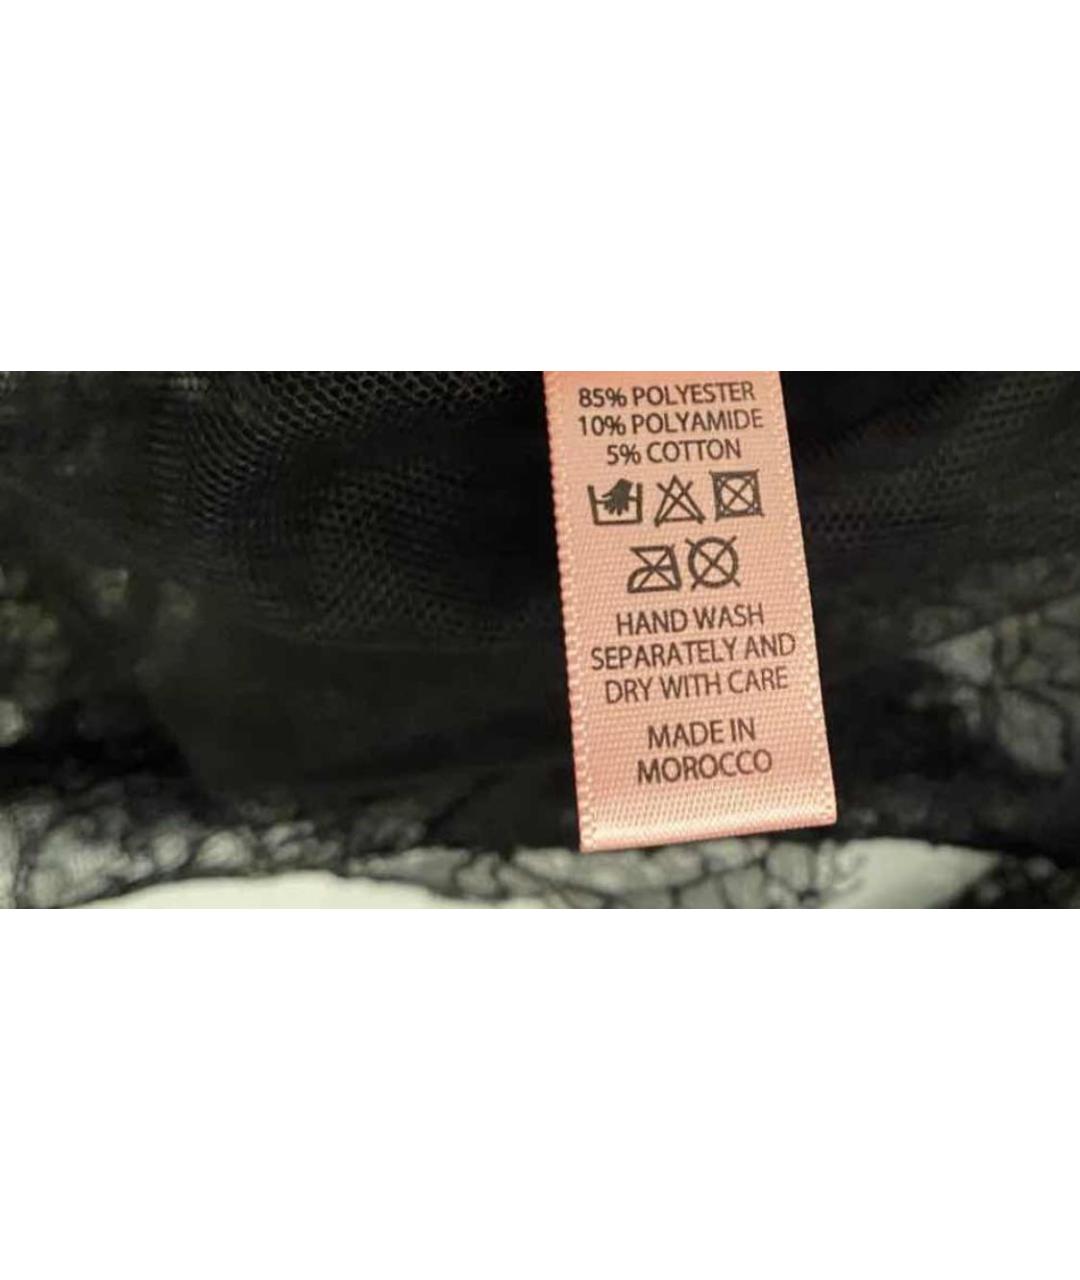 85% POLYESTER
10% POLYAMIDE
5% COTTON
HAND WASH
SEPARATELY AND
DRY WITH CARE
MADE IN
MOROCCO